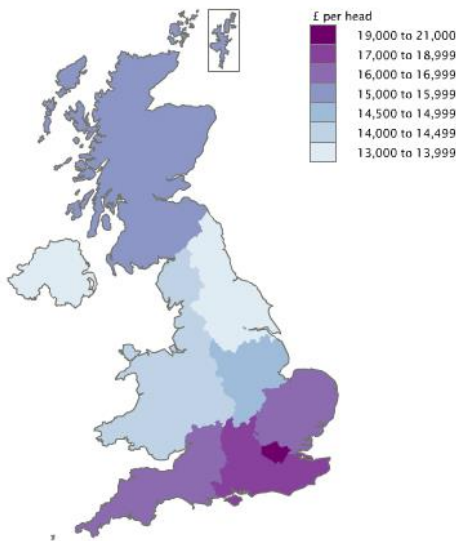 £ per head
19,000 to 21,000
17,000 to 18,999
16,000 to 16,999
15,000 to 15,999
14,500 to 14,999
14,000 to 14,499
13,000 to 13,999